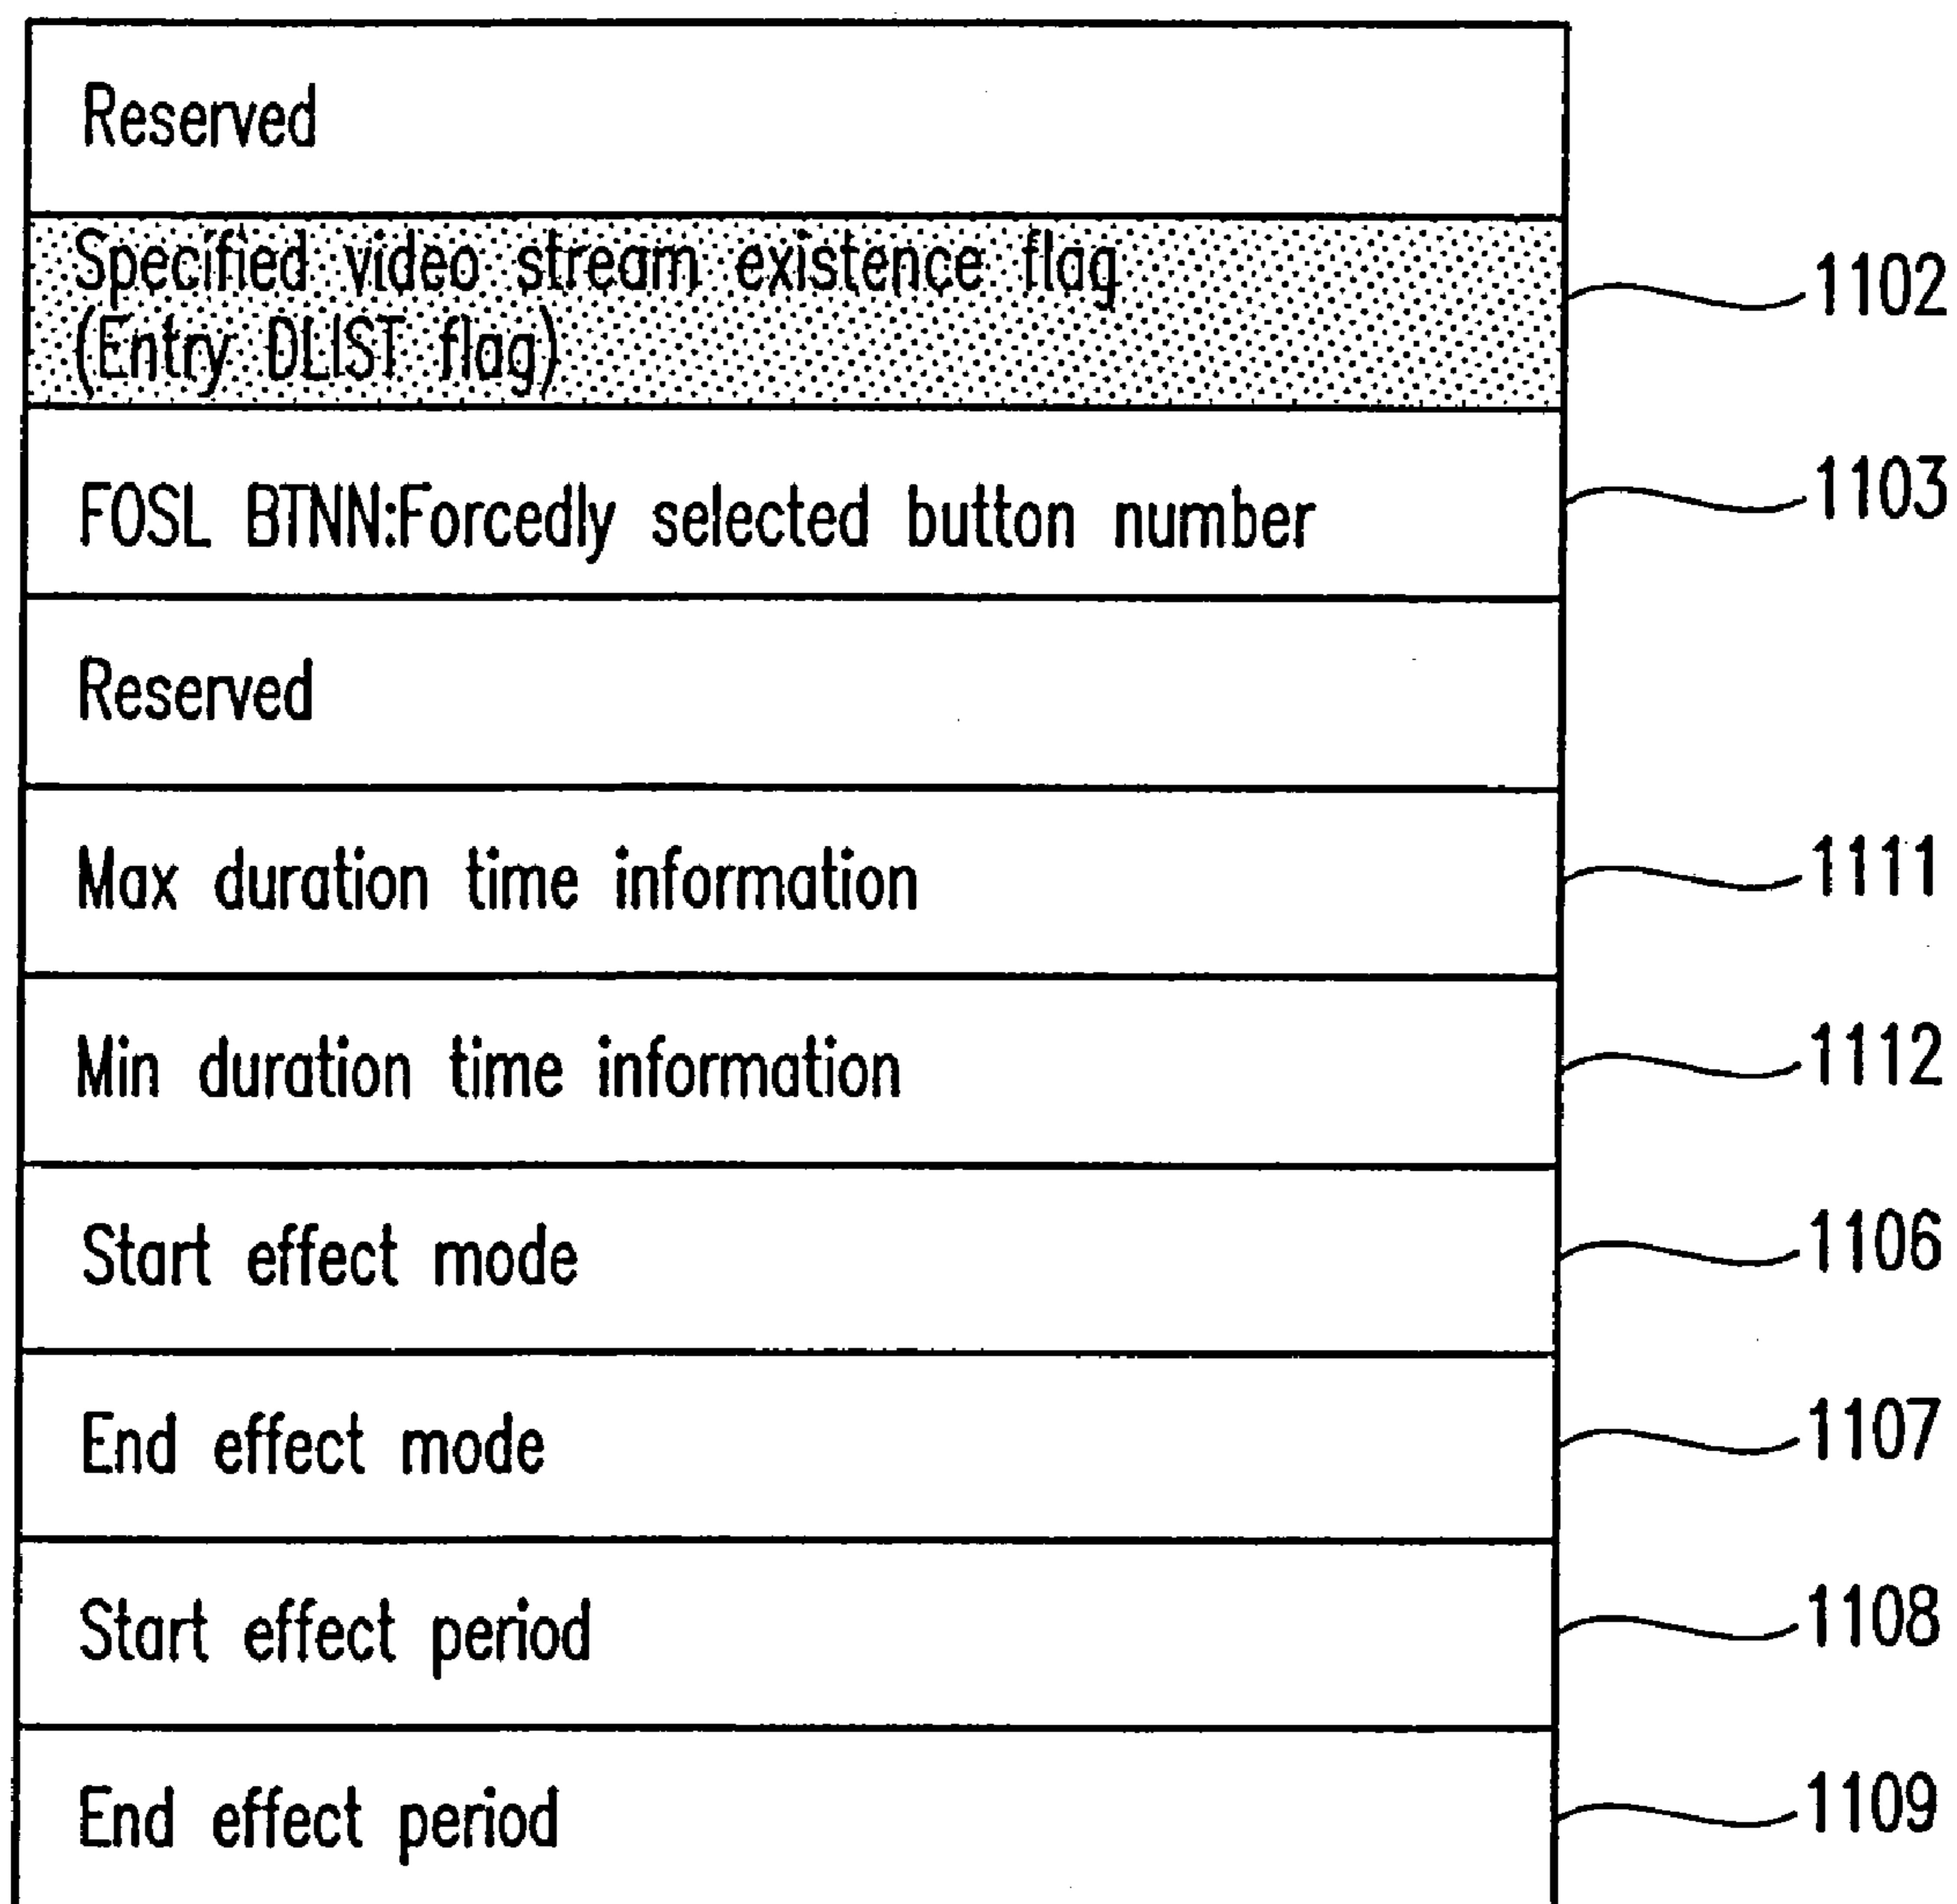 Reserved
Specified video stream existence flag
(Entry DLIST flag)
1102
FOSL BTNN:Forcedly selected button number
1103
Reserved
Max duration time information
1111
Min duration time information
1112
Start effect mode
1106
End effect mode
1107
Start effect period
1108
End effect period
1109